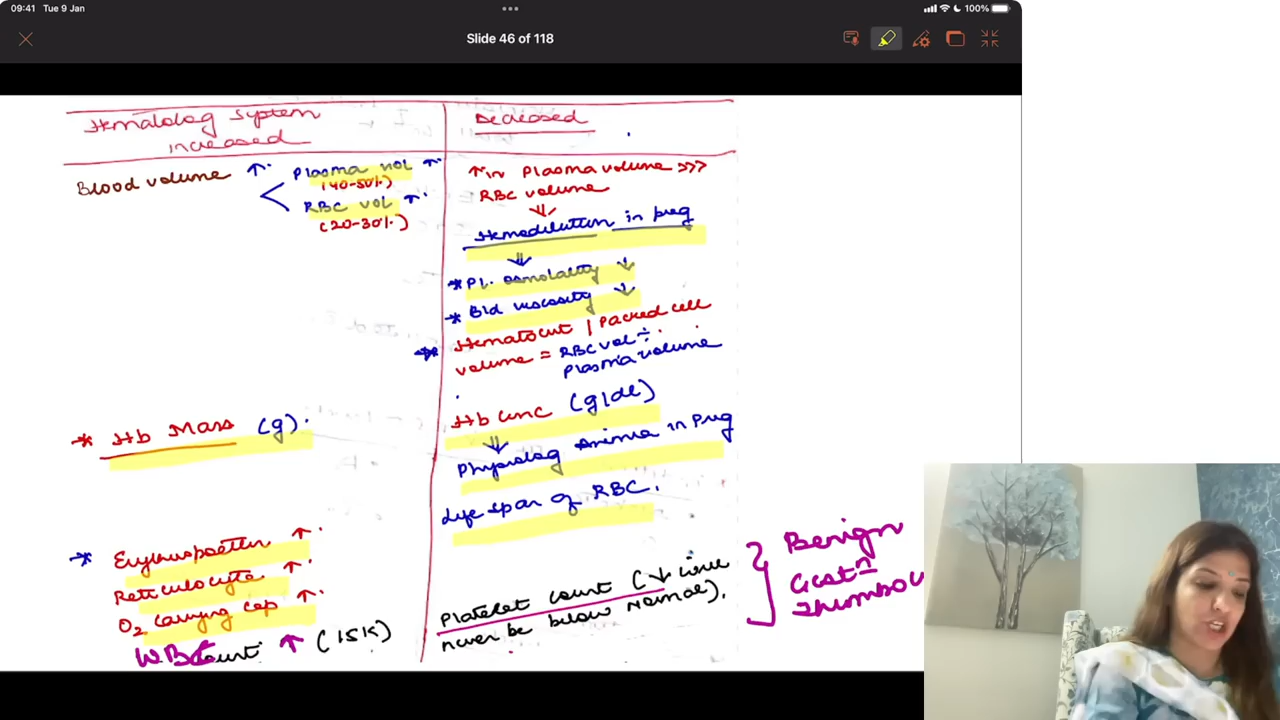 09:41 Tue 9 Jan
100%
Slide 46 of 118
Hematolog System
increased
Decreased
Blood volume ↑
Plasma vol ↑
(40-50%)
RBC vol ↑
(20-30%)
↑ in Plasma volume >>>
RBC volume
⇓
Hemodilution in preg
⇓
* Pl. osmolality ↓
* Bld viscosity ↓
* Hematocrit / Packed cell
volume = RBC vol ÷
plasma volume
* Hb Mass (g).
Hb conc (g/dl)
⇓
Physiolog Anemia in Preg
Life span of RBC.
* Erythropoetin ↑
Reticulocyte ↑
O2 carrying cap ↑
WBC count ↑ (15K)
Platelet count (↓ 
never be below normal).
Benign
Gestn
Thrombo